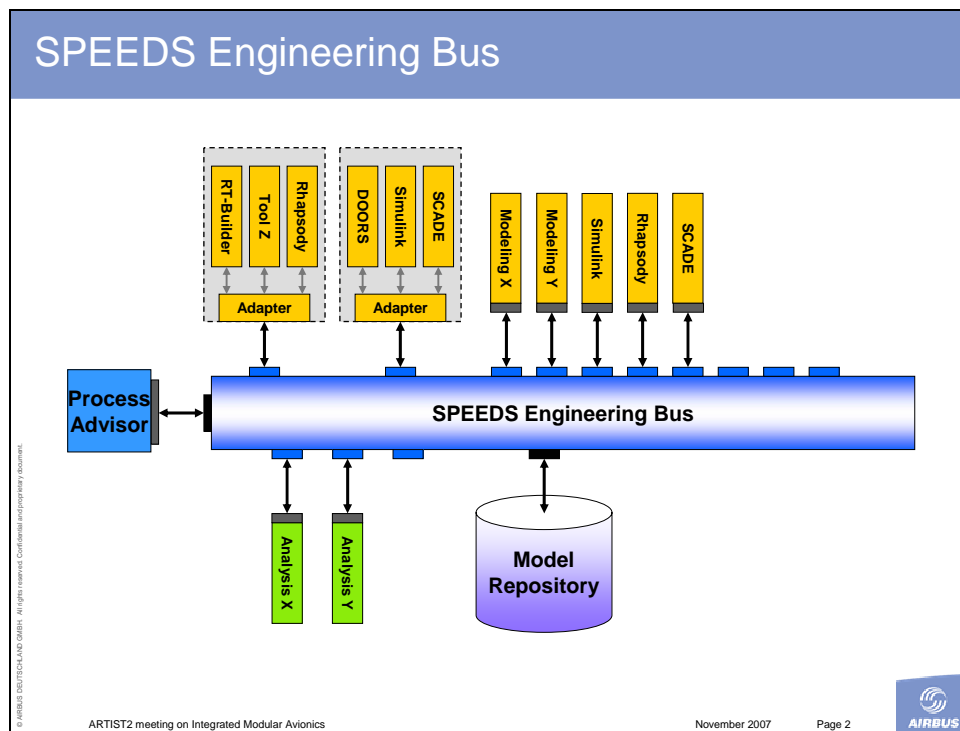 SPEEDS Engineering Bus
RT-Builder
Tool Z
Rhapsody
Adapter
DOORS
Simulink
SCADE
Adapter
Modeling X
Modeling Y
Simulink
Rhapsody
SCADE
Process
Advisor
SPEEDS Engineering Bus
Analysis X
Analysis Y
Model
Repository
© AIRBUS DEUTSCHLAND GMBH. All rights reserved. Confidential and proprietary document.
ARTIST2 meeting on Integrated Modular Avionics
November 2007
Page 2
AIRBUS